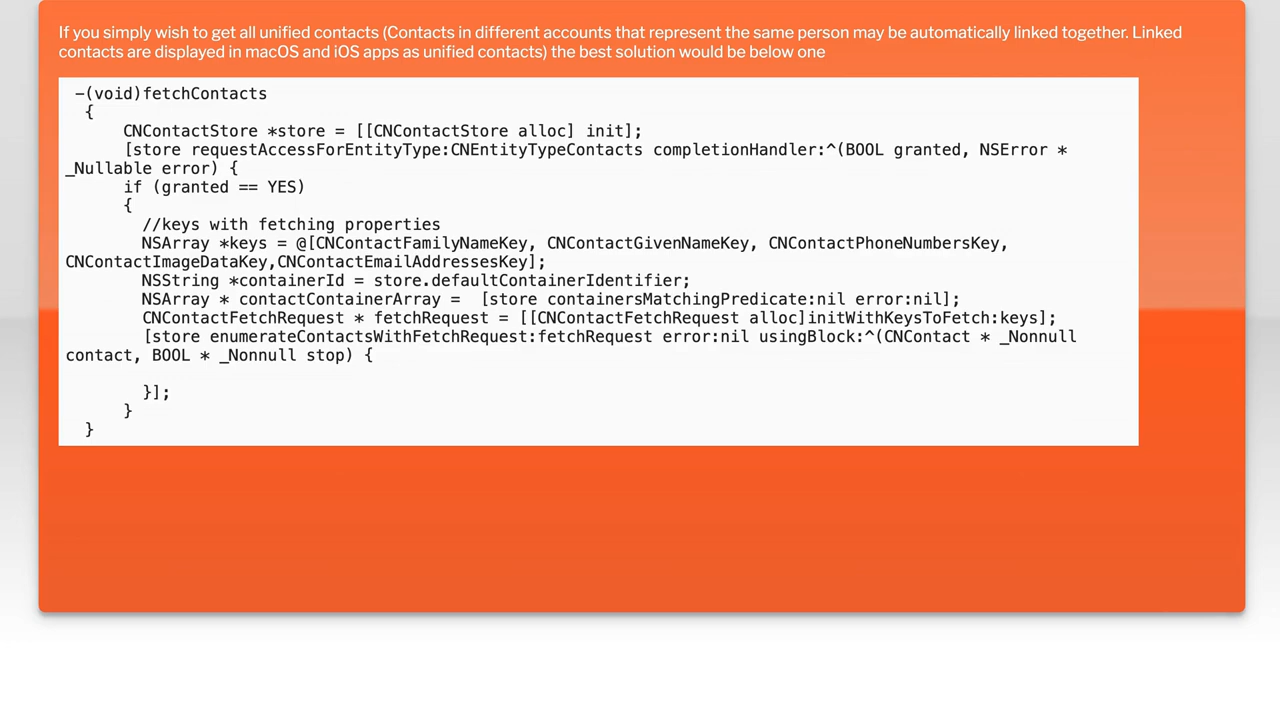 If you simply wish to get all unified contacts (Contacts in different accounts that represent the same person may be automatically linked together. Linked
contacts are displayed in macOS and iOS apps as unified contacts) the best solution would be below one
-(void)fetchContacts
{
CNContactStore *store = [[CNContactStore alloc] init];
[store requestAccessForEntityType:CNEntityTypeContacts completionHandler:^(BOOL granted, NSError *
_Nullable error) {
if (granted == YES)
{
//keys with fetching properties
NSArray *keys = @[CNContactFamilyNameKey, CNContactGivenNameKey, CNContactPhoneNumbersKey,
CNContactImageDataKey,CNContactEmailAddressesKey];
NSString *containerId = store.defaultContainerIdentifier;
NSArray * contactContainerArray =  [store containersMatchingPredicate:nil error:nil];
CNContactFetchRequest * fetchRequest = [[CNContactFetchRequest alloc]initWithKeysToFetch:keys];
[store enumerateContactsWithFetchRequest:fetchRequest error:nil usingBlock:^(CNContact * _Nonnull
contact, BOOL * _Nonnull stop) {
}];
}
}